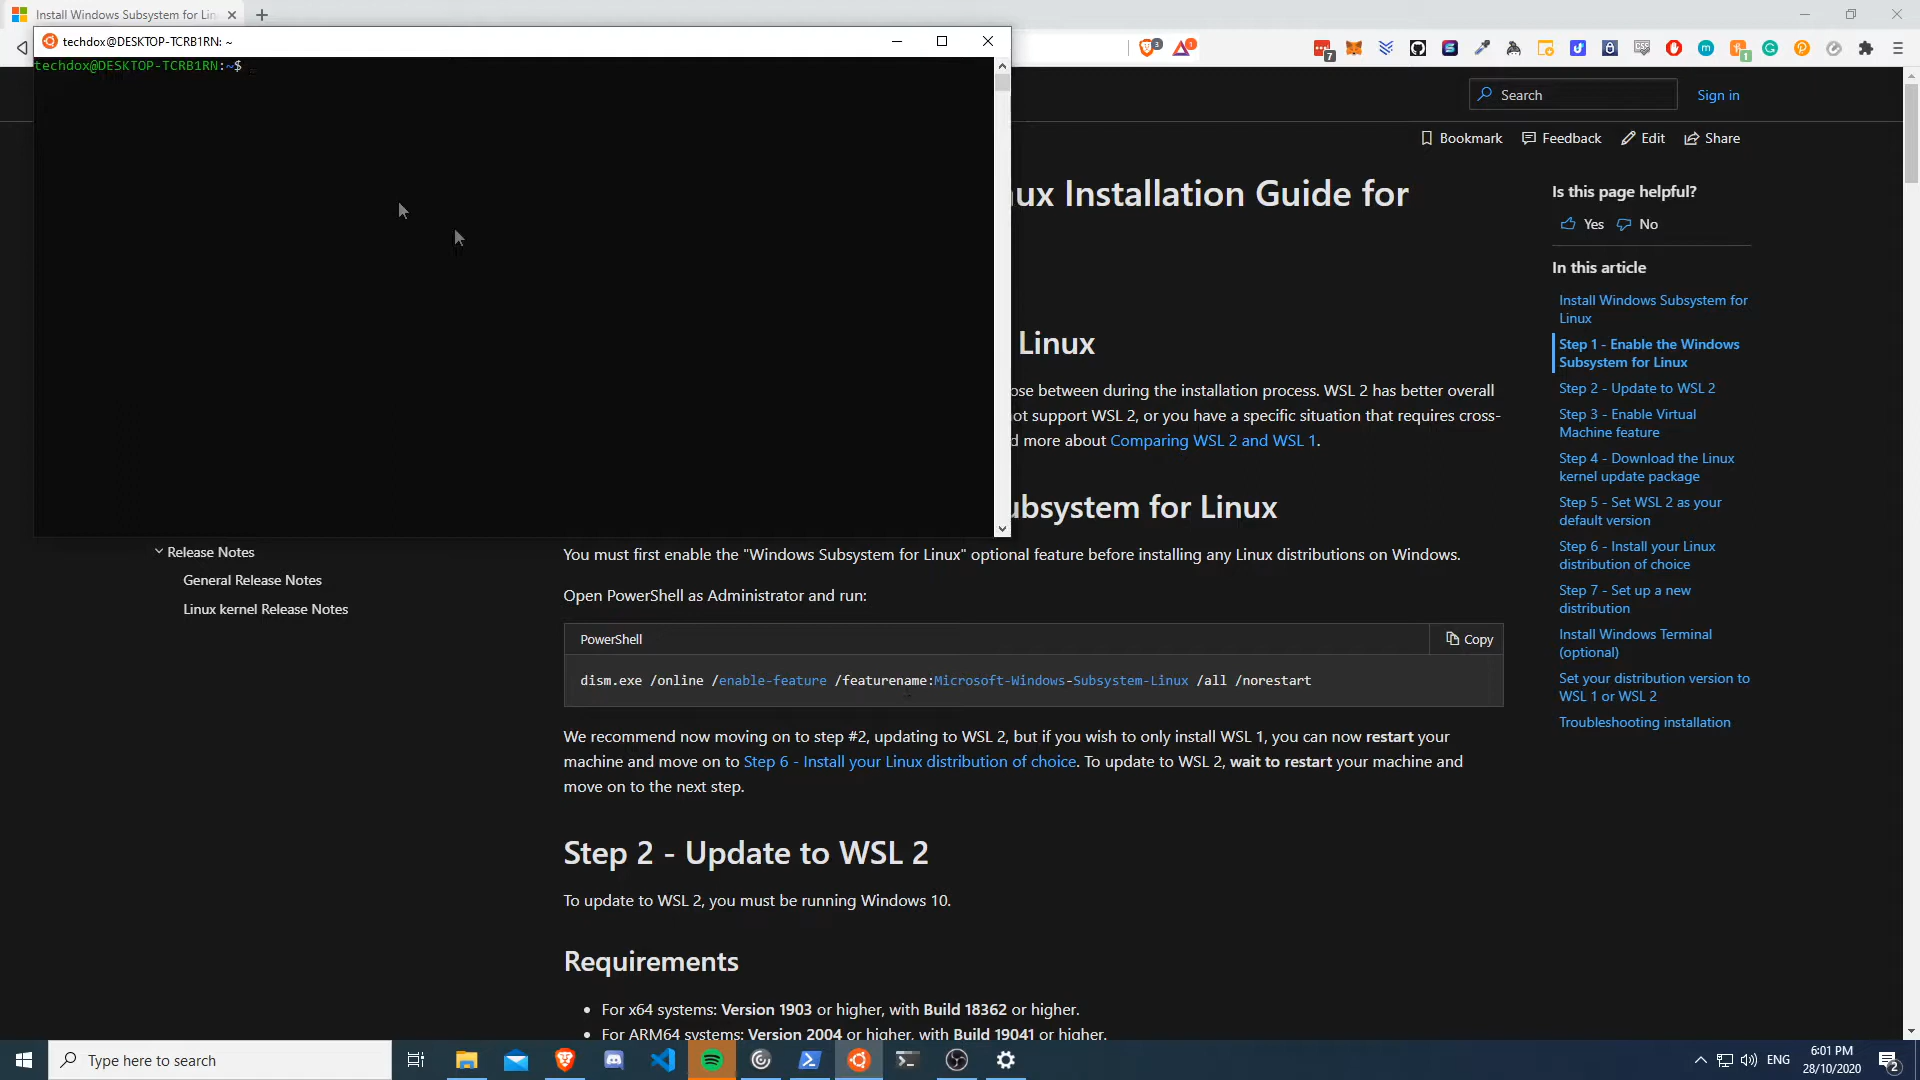 Install Windows Subsystem for Lin
techdox@DESKTOP-TCRB1RN: ~
techdox@DESKTOP-TCRB1RN:~$
3
1
7
1
Search
Sign in
Bookmark
Feedback
Edit
Share
ux Installation Guide for
Linux
ose between during the installation process. WSL 2 has better overall
ot support WSL 2, or you have a specific situation that requires cross-
d more about Comparing WSL 2 and WSL 1.
ubsystem for Linux
You must first enable the "Windows Subsystem for Linux" optional feature before installing any Linux distributions on Windows.
Open PowerShell as Administrator and run:
PowerShell
Copy
dism.exe /online /enable-feature /featurename:Microsoft-Windows-Subsystem-Linux /all /norestart
We recommend now moving on to step #2, updating to WSL 2, but if you wish to only install WSL 1, you can now restart your
machine and move on to Step 6 - Install your Linux distribution of choice. To update to WSL 2, wait to restart your machine and
move on to the next step.
Step 2 - Update to WSL 2
To update to WSL 2, you must be running Windows 10.
Requirements
• For x64 systems: Version 1903 or higher, with Build 18362 or higher.
• For ARM64 systems: Version 2004 or higher, with Build 19041 or higher.
Release Notes
General Release Notes
Linux kernel Release Notes
Is this page helpful?
Yes
No
In this article
Install Windows Subsystem for
Linux
Step 1 - Enable the Windows
Subsystem for Linux
Step 2 - Update to WSL 2
Step 3 - Enable Virtual
Machine feature
Step 4 - Download the Linux
kernel update package
Step 5 - Set WSL 2 as your
default version
Step 6 - Install your Linux
distribution of choice
Step 7 - Set up a new
distribution
Install Windows Terminal
(optional)
Set your distribution version to
WSL 1 or WSL 2
Troubleshooting installation
Type here to search
ENG
6:01 PM
28/10/2020
2